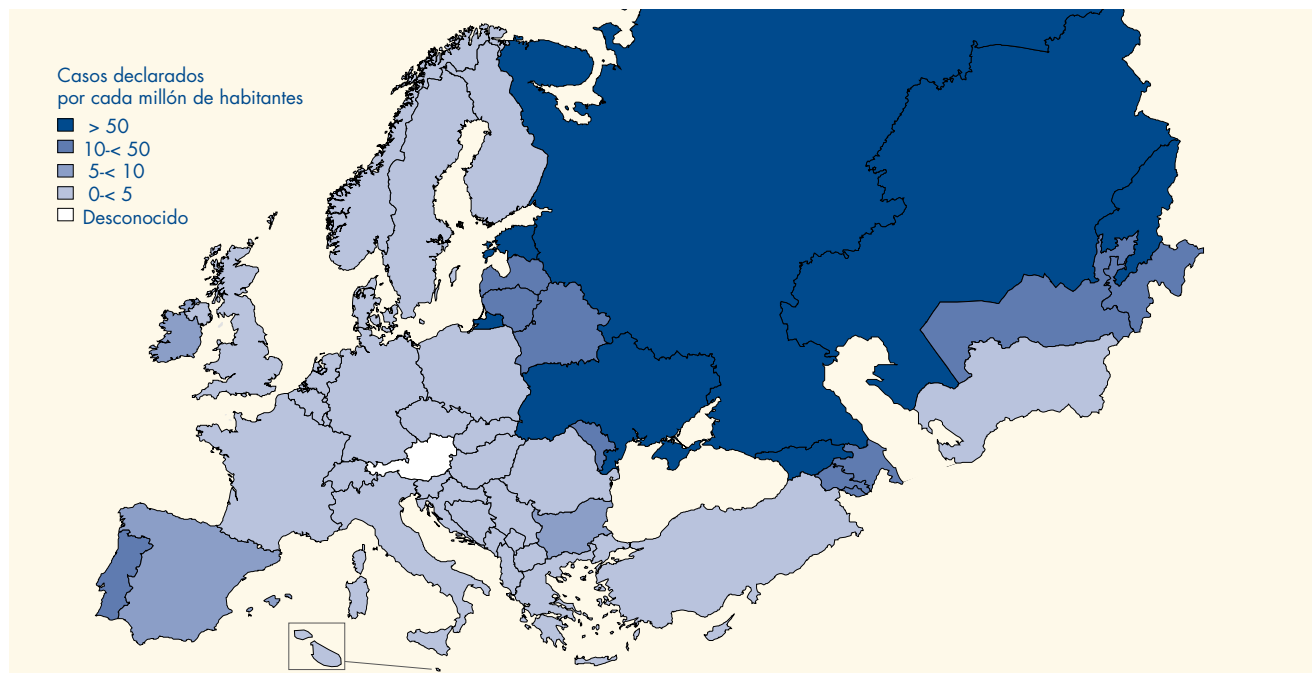 Casos declarados
por cada millón de habitantes
> 50
10-< 50
5-< 10
0-< 5
Desconocido